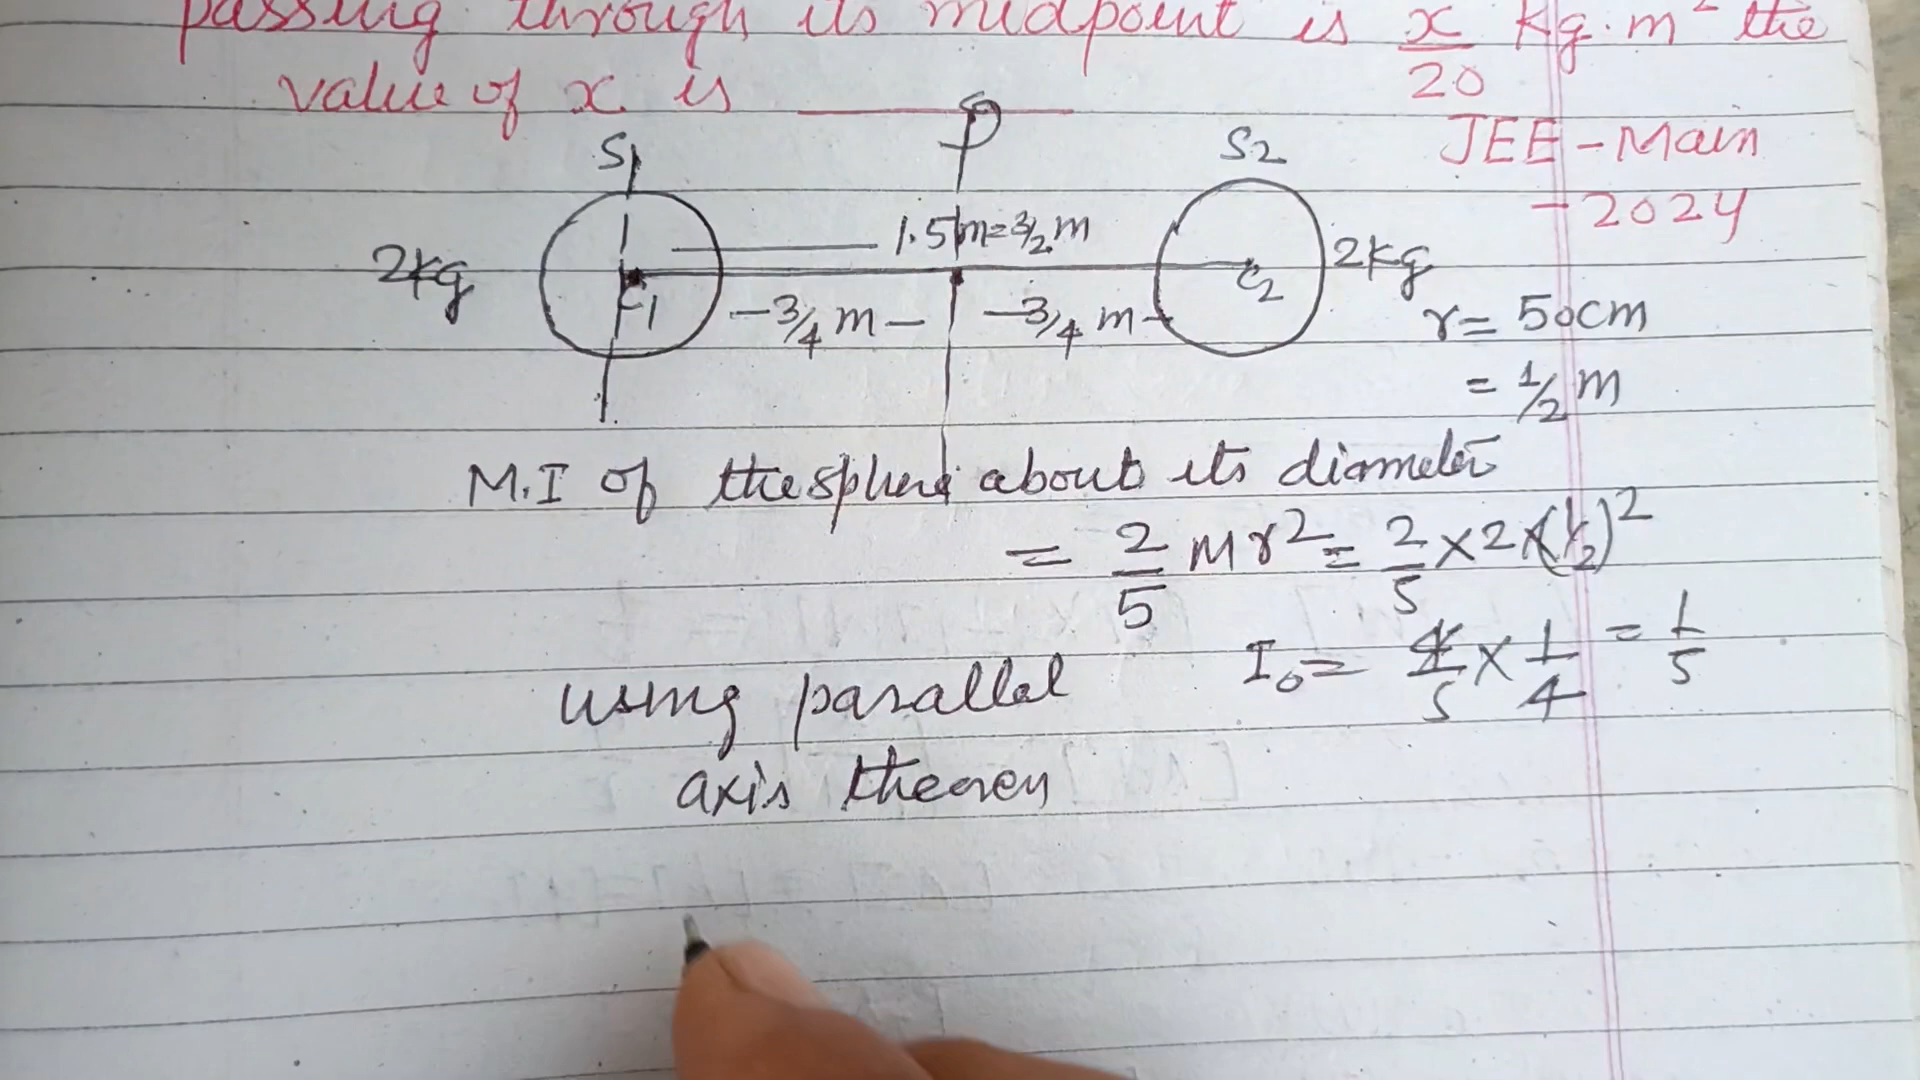 passing through its midpoint is x/20 Kg.m² the
value of x is ________
JEE-Main
-2024
S1
S2
2kg
1.5m=3/2m
2kg
C1
C2
-3/4 m-
-3/4 m-
r= 50cm
= 1/2 m
M.I of the sphere about its diameter
= 2/5 Mr² = 2/5 x 2 x (1/2)²
I₀ = 4/5 x 1/4 = 1/5
using parallel
axis theorem